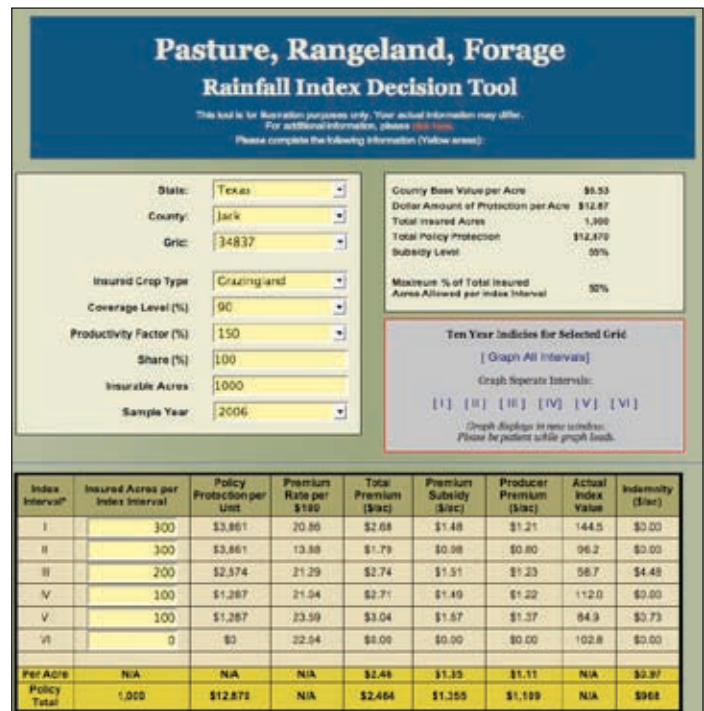 Pasture, Rangeland, Forage
Rainfall Index Decision Tool
This tool is for illustration purposes only. Your actual information may differ.
For additional information, please click here.
Please complete the following information (Yellow areas):
State: Texas
County: Jack
Grid: 34837
Insured Crop Type Grazingland
Coverage Level (%) 90
Productivity Factor (%) 150
Share (%) 100
Insurable Acres 1000
Sample Year 2006
County Base Value per Acre $9.53
Dollar Amount of Protection per Acre $12.87
Total Insured Acres 1,000
Total Policy Protection $12,870
Subsidy Level 55%
Maximum % of Total Insured
Acres Allowed per Index Interval 50%
Ten Year Indicies for Selected Grid
[ Graph All Intervals]
Graph Seperate Intervals:
[ I ] [ II ] [ III ] [ IV] [ V ] [ VI ]
Graph displays in new window.
Please be patient while graph loads.
Index Interval* Insured Acres per Index Interval Policy Protection per Unit Premium Rate per $100 Total Premium ($/ac) Premium Subsidy ($/ac) Producer Premium ($/ac) Actual Index Value Indemnity ($/ac)
I 300 $3,861 20.86 $2.68 $1.48 $1.21 144.5 $0.00
II 300 $3,861 13.88 $1.79 $0.98 $0.80 96.2 $0.00
III 200 $2,574 21.29 $2.74 $1.51 $1.23 58.7 $4.48
IV 100 $1,287 21.04 $2.71 $1.49 $1.22 112.0 $0.00
V 100 $1,287 23.59 $3.04 $1.67 $1.37 84.9 $0.73
VI 0 $0 $0.00 $0.00 $0.00 102.8 $0.00
Per Acre N/A N/A N/A $2.46 $1.35 $1.11 N/A $0.97
Policy Total 1,000 $12,870 N/A $2,464 $1,355 $1,109 N/A $968